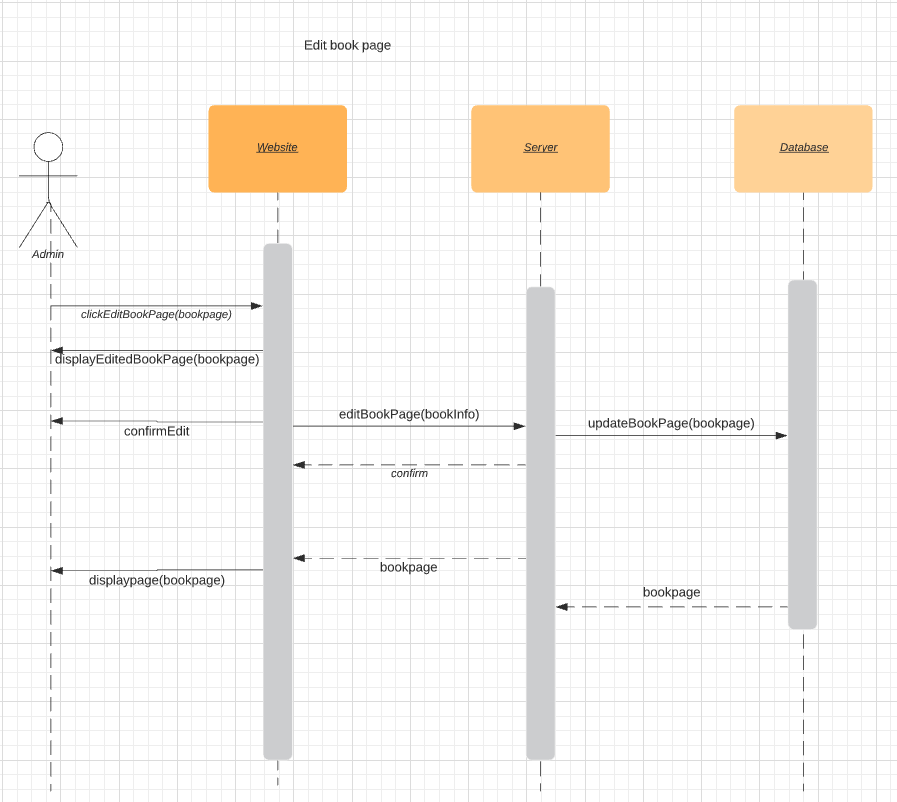 Edit book page
Website
Server
Database
Admin
clickEditBookPage(bookpage)
displayEditedBookPage(bookpage)
editBookPage(bookInfo)
updateBookPage(bookpage)
confirmEdit
confirm
bookpage
displaypage(bookpage)
bookpage